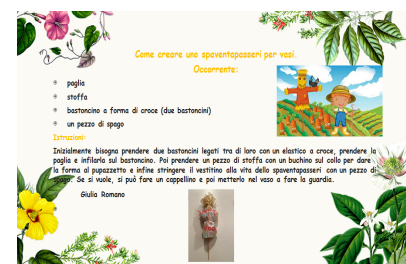 Come creare uno spaventapasseri per vasi.
Occorrente:
paglia
stoffa
bastoncino a forma di croce (due bastoncini)
un pezzo di spago
Istruzioni:
Inizialmente bisogna prendere due bastoncini legati tra di loro con un elastico a croce, prendere la
paglia e infilarla sul bastoncino. Poi prendere un pezzo di stoffa con un buchino sul collo per dare
la forma al pupazzetto e infine stringere il vestitino alla vita dello spaventapasseri con un pezzo di
spago. Se si vuole, si può fare un cappellino e poi metterlo nel vaso a fare la guardia.
Giulia Romano